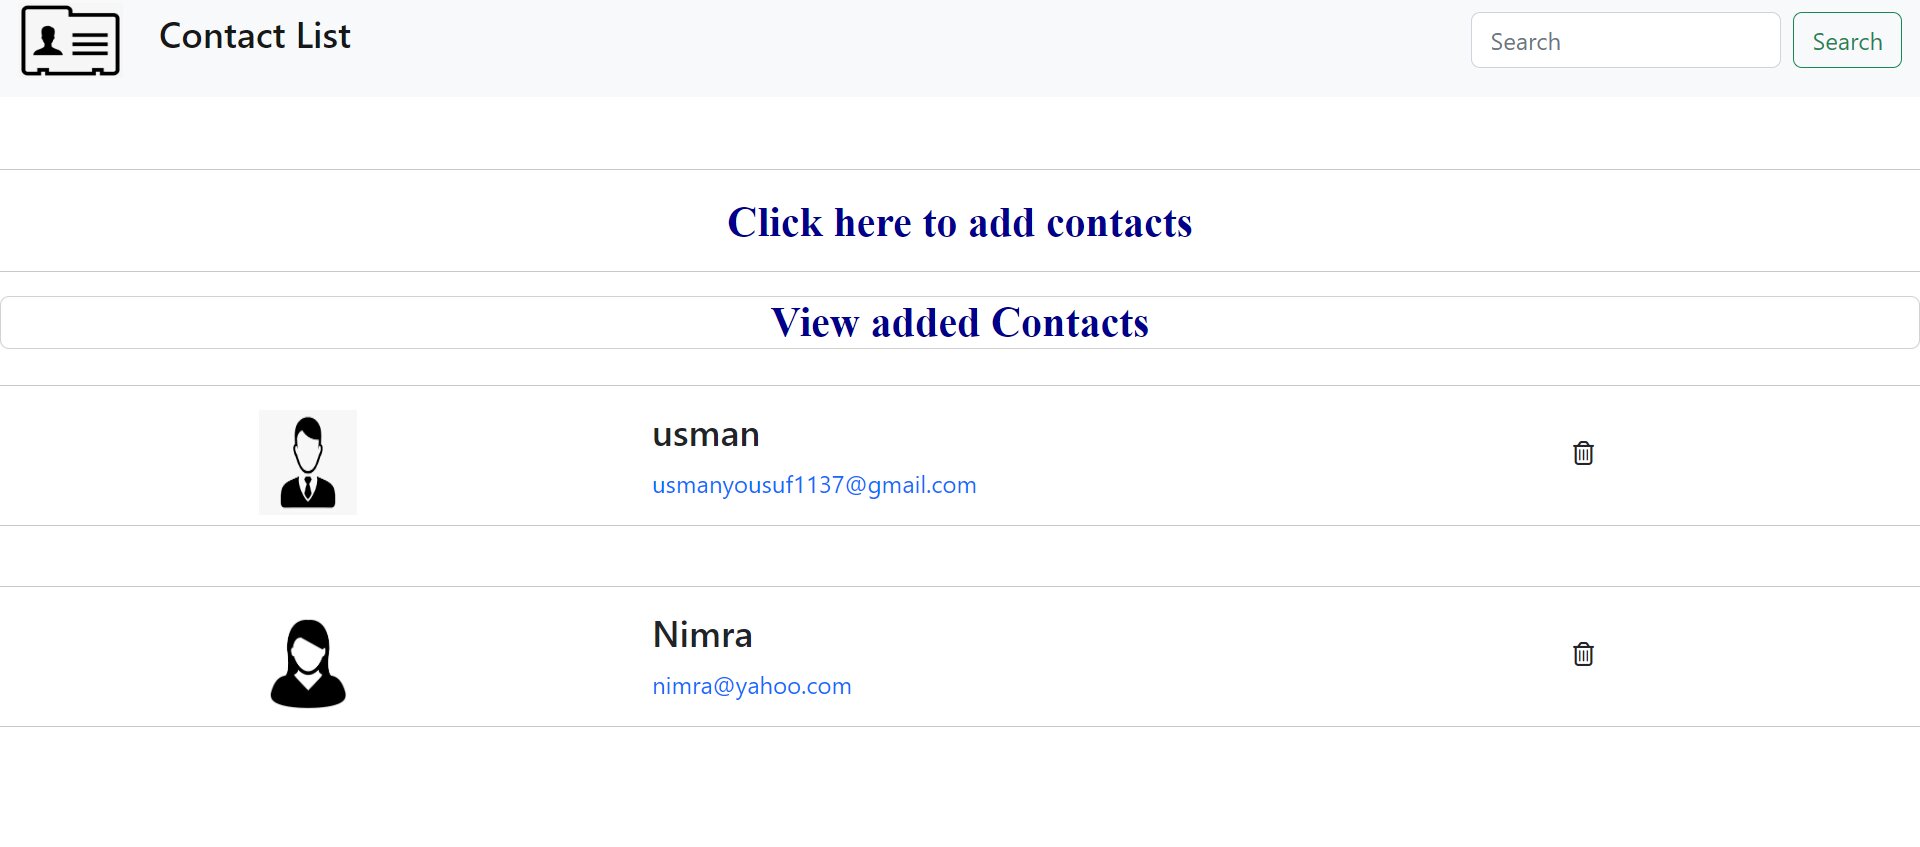 Contact List
Search
Search
Click here to add contacts
View added Contacts
usman
usmanyousuf1137@gmail.com
Nimra
nimra@yahoo.com